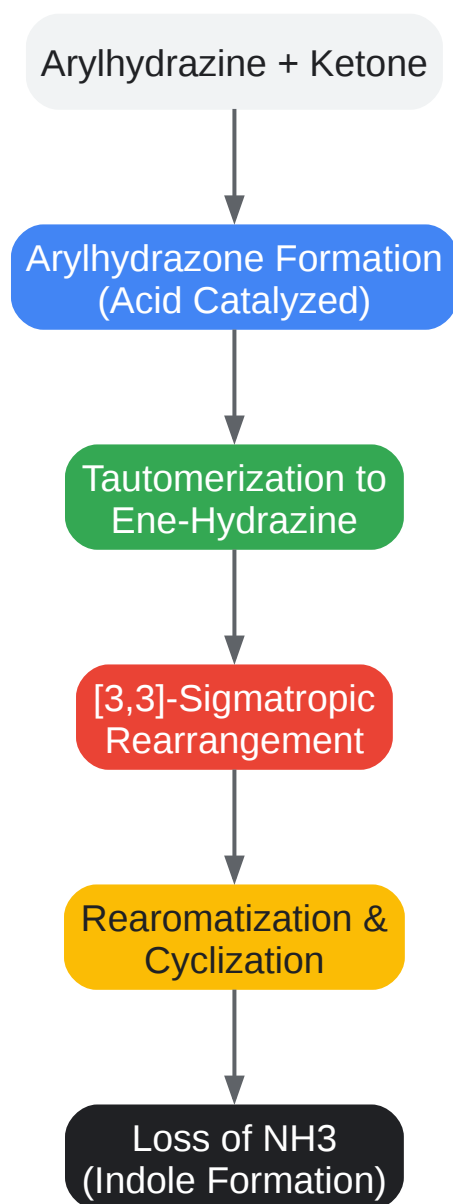 Arylhydrazine + Ketone
Arylhydrazone Formation
(Acid Catalyzed)
Tautomerization to
Ene-Hydrazine
[3,3]-Sigmatropic
Rearrangement
Rearomatization &
Cyclization
Loss of NH3
(Indole Formation)